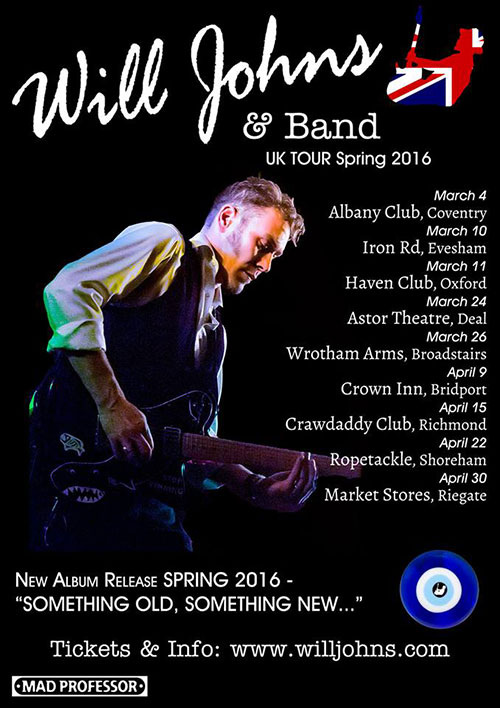 Will Johns
& Band
UK TOUR Spring 2016
March 4
Albany Club, Coventry
March 10
Iron Rd, Evesham
March 11
Haven Club, Oxford
March 24
Astor Theatre, Deal
March 26
Wrotham Arms, Broadstairs
April 9
Crown Inn, Bridport
April 15
Crawdaddy Club, Richmond
April 22
Ropetackle, Shoreham
April 30
Market Stores, Riegate
NEW ALBUM RELEASE SPRING 2016 -
“SOMETHING OLD, SOMETHING NEW...”
Tickets & Info: www.willjohns.com
•MAD PROFESSOR•